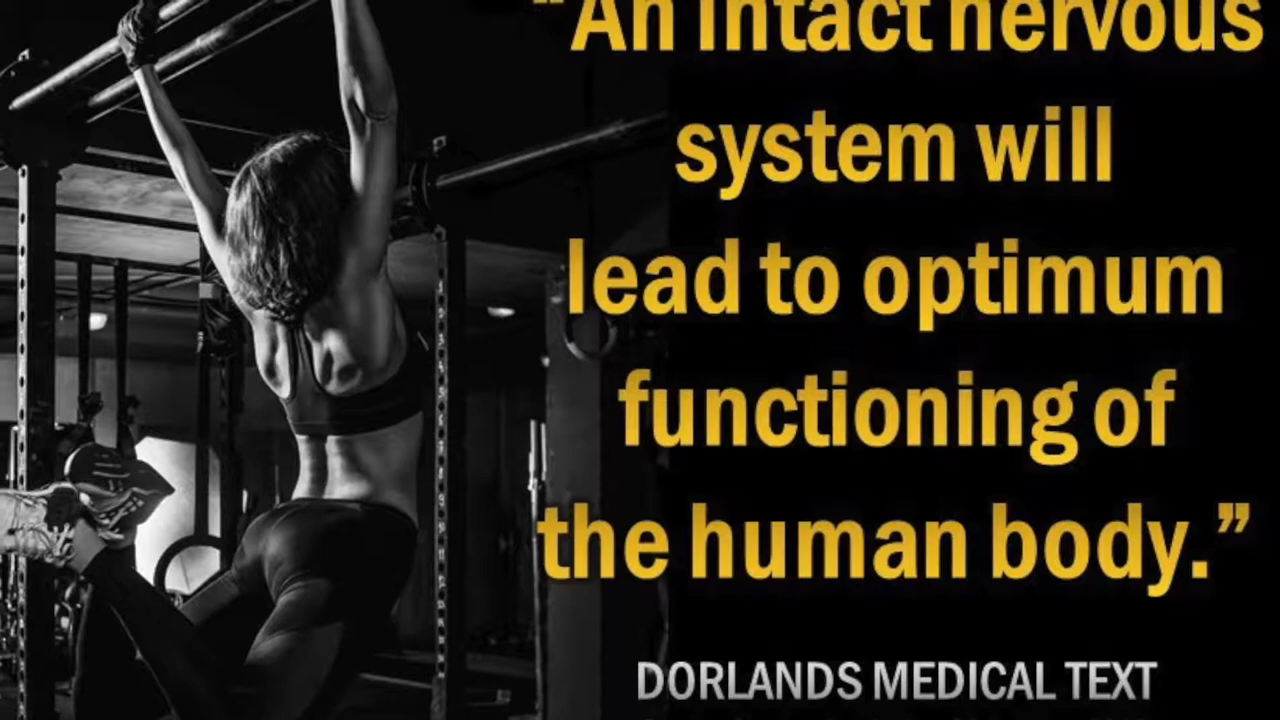 “An intact nervous
system will
lead to optimum
functioning of
the human body.”
DORLANDS MEDICAL TEXT